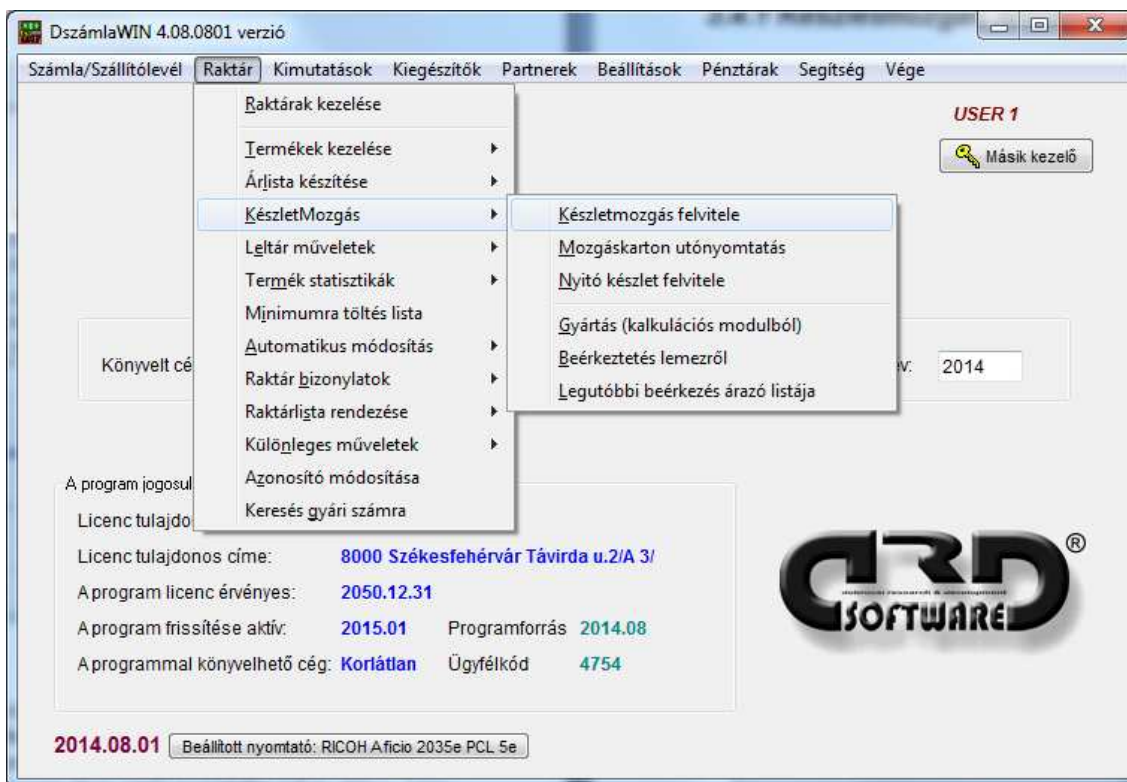 DszámlaWIN 4.08.0801 verzió
Számla/Szállítólevél Raktár Kimutatások Kiegészítők Partnerek Beállítások Pénztárak Segítség Vége
USER 1
Másik kezelő
Raktárak kezelése
Termékek kezelése
Árlista készítése
KészletMozgás
Leltár műveletek
Termék statisztikák
Minimumra töltés lista
Automatikus módosítás
Raktár bizonylatok
Raktárlista rendezése
Különleges műveletek
Azonosító módosítása
Keresés gyári számra
Készletmozgás felvitele
Mozgáskarton utónyomtatás
Nyitó készlet felvitele
Gyártás (kalkulációs modulból)
Beérkeztetés lemezről
Legutóbbi beérkezés árazó listája
Könyvelt cé
2014
A program jogosul
Licenc tulajdo
Licenc tulajdonos címe: 8000 Székesfehérvár Távirda u.2/A 3/
A program licenc érvényes: 2050.12.31
A program frissítése aktív: 2015.01 Programforrás 2014.08
A programmal könyvelhető cég: Korlátlan Ügyfélkód 4754
DRD
SOFTWARE
®
2014.08.01 Beállított nyomtató: RICOH Aficio 2035e PCL 5e